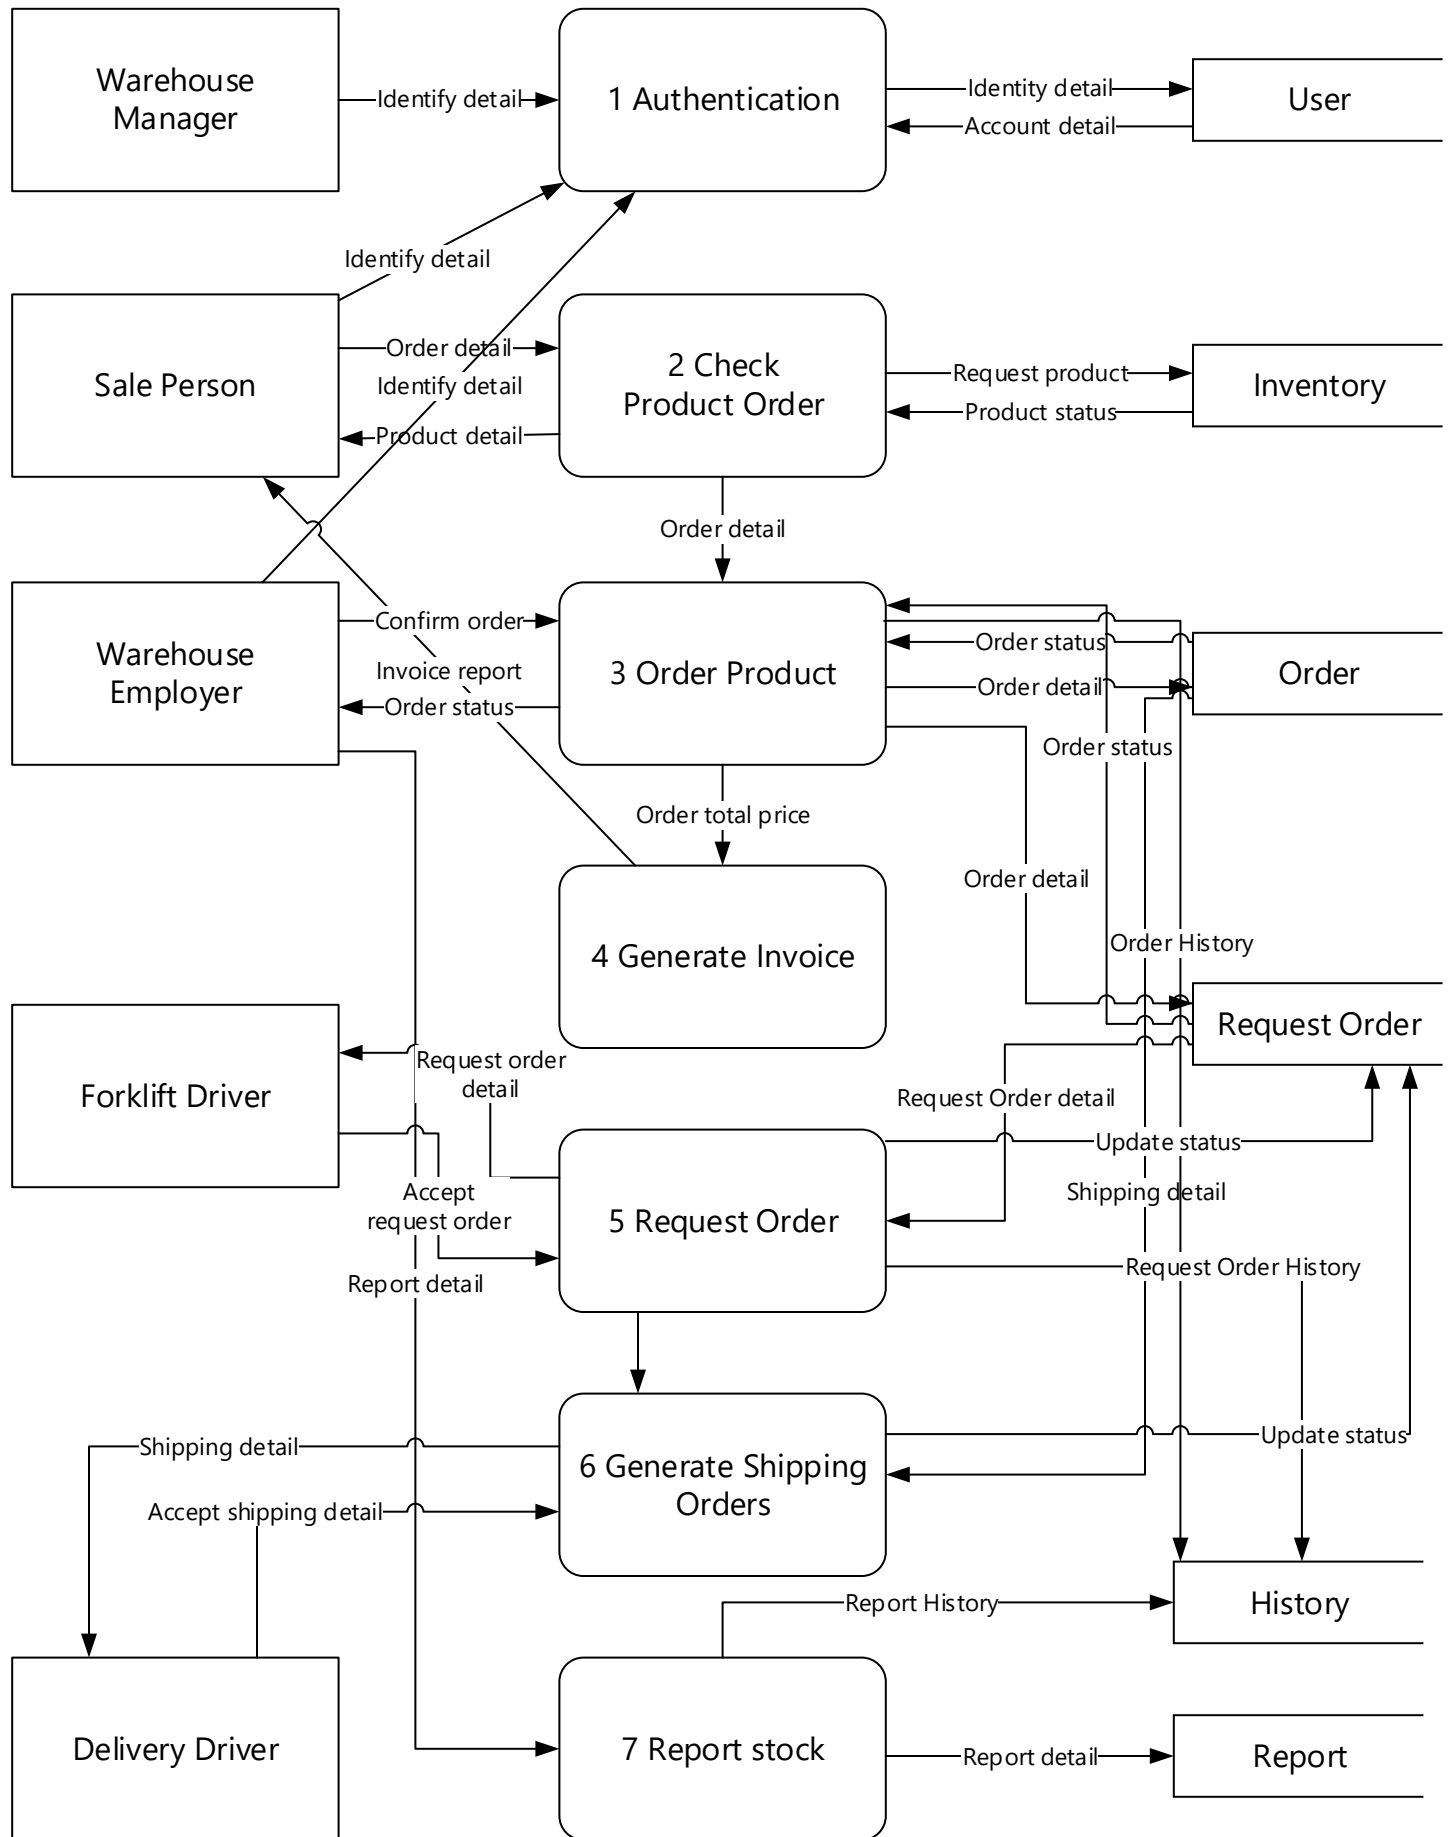 Warehouse
Manager
Identify detail
1 Authentication
Identity detail
Account detail
User
Identify detail
Sale Person
Order detail
Identify detail
Product detail
2 Check
Product Order
Request product
Product status
Inventory
Order detail
Warehouse
Employer
Confirm order
Invoice report
Order status
3 Order Product
Order status
Order detail
Order
Order status
Order total price
Order detail
4 Generate Invoice
Order History
Request Order
Forklift Driver
Request order
detail
Request Order detail
Update status
Accept
request order
5 Request Order
Shipping detail
Report detail
Request Order History
Shipping detail
6 Generate Shipping
Orders
Update status
Accept shipping detail
Report History
History
Delivery Driver
7 Report stock
Report detail
Report